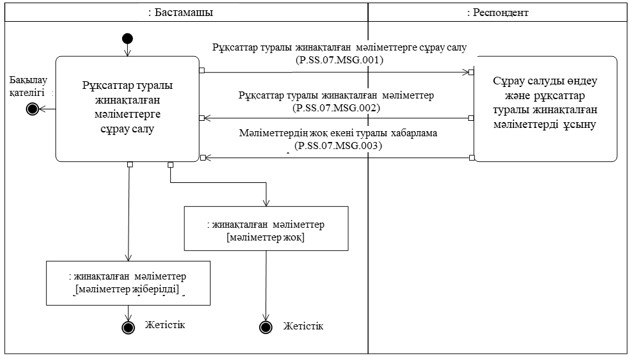 : Бастамашы
: Респондент
Рұқсаттар туралы жинақталған мәліметтерге сұрау салу
(P.SS.07.MSG.001)
Бақылау
қателігі :
Рұқсаттар туралы
жинақталған
мәліметтерге
сұрау салу
Рұқсаттар туралы жинақталған мәлімет
(P.SS.07.MSG.002)
Мәліметтердің жоқ екені туралы хабарлама
(P.SS.07.MSG.003)
Сұрау салуды өңдеу
және рұқсаттар
туралы жинақталған
мәліметтерді ұсыну
: жинақталған мәліметтер
[мәліметтер жоқ]
: жинақталған мәліметтер
[мәліметтер жіберілді]
Жетістік
Жетістік